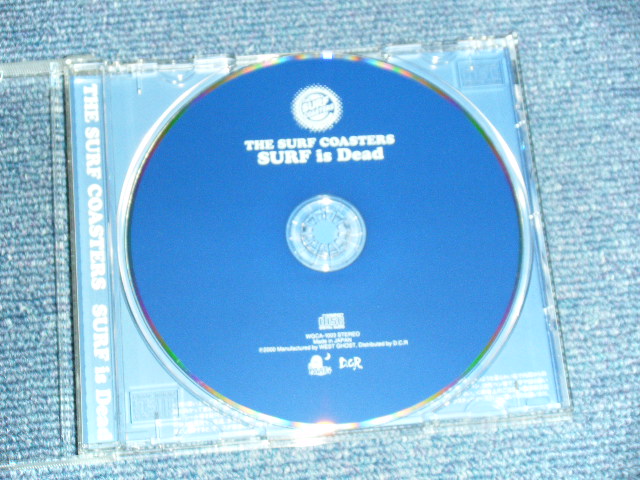 THE SURF COASTERS
SURF is Dead
THE SURF COASTERS SURF is Dead
STEREO
Made in JAPAN
Manufactured by WEST GHOST, Distributed by D.C.R
D.C.R